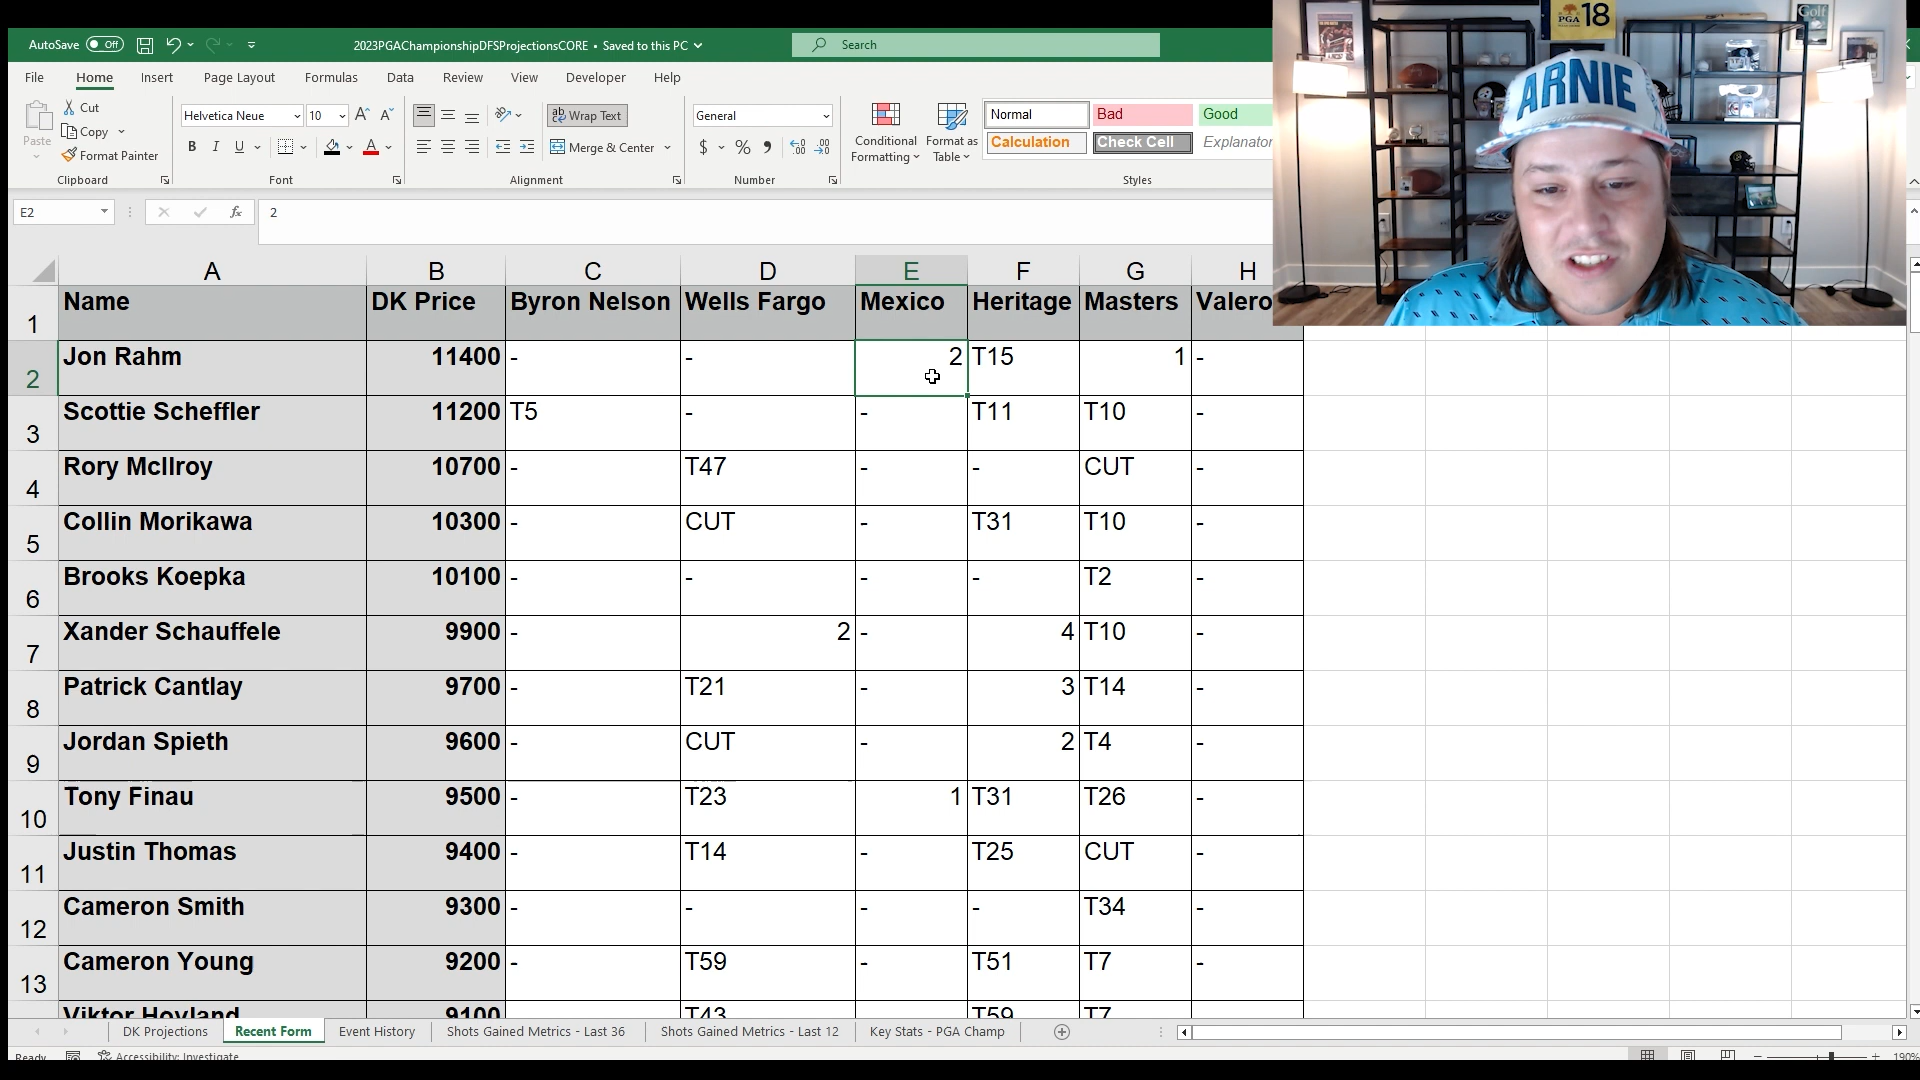 AutoSave Off 2023PGAChampionshipDFSProjectionsCORE • Saved to this PC Search
File Home Insert Page Layout Formulas Data Review View Developer Help
Cut
Copy
Format Painter
Paste
Clipboard
Helvetica Neue 10
B I U
Font
ab Wrap Text
Merge & Center
Alignment
General
$ %
Number
Conditional Formatting
Format as Table
Normal Bad Good
Calculation Check Cell Explanator
Styles
E2 fx 2
A B C D E F G H
1 Name DK Price Byron Nelson Wells Fargo Mexico Heritage Masters Valero
2 Jon Rahm 11400 - - 2 T15 1 -
3 Scottie Scheffler 11200 T5 - - T11 T10 -
4 Rory McIlroy 10700 - T47 - - CUT -
5 Collin Morikawa 10300 - CUT - T31 T10 -
6 Brooks Koepka 10100 - - - - T2 -
7 Xander Schauffele 9900 - 2 - 4 T10 -
8 Patrick Cantlay 9700 - T21 - 3 T14 -
9 Jordan Spieth 9600 - CUT - 2 T4 -
10 Tony Finau 9500 - T23 1 T31 T26 -
11 Justin Thomas 9400 - T14 - T25 CUT -
12 Cameron Smith 9300 - - - - T34 -
13 Cameron Young 9200 - T59 - T51 T7 -
Viktor Hovland 9100 T43 T59 T7
DK Projections Recent Form Event History Shots Gained Metrics - Last 36 Shots Gained Metrics - Last 12 Key Stats - PGA Champ
Ready Accessibility: Investigate 190%
PGA 18
Golf
ARNIE